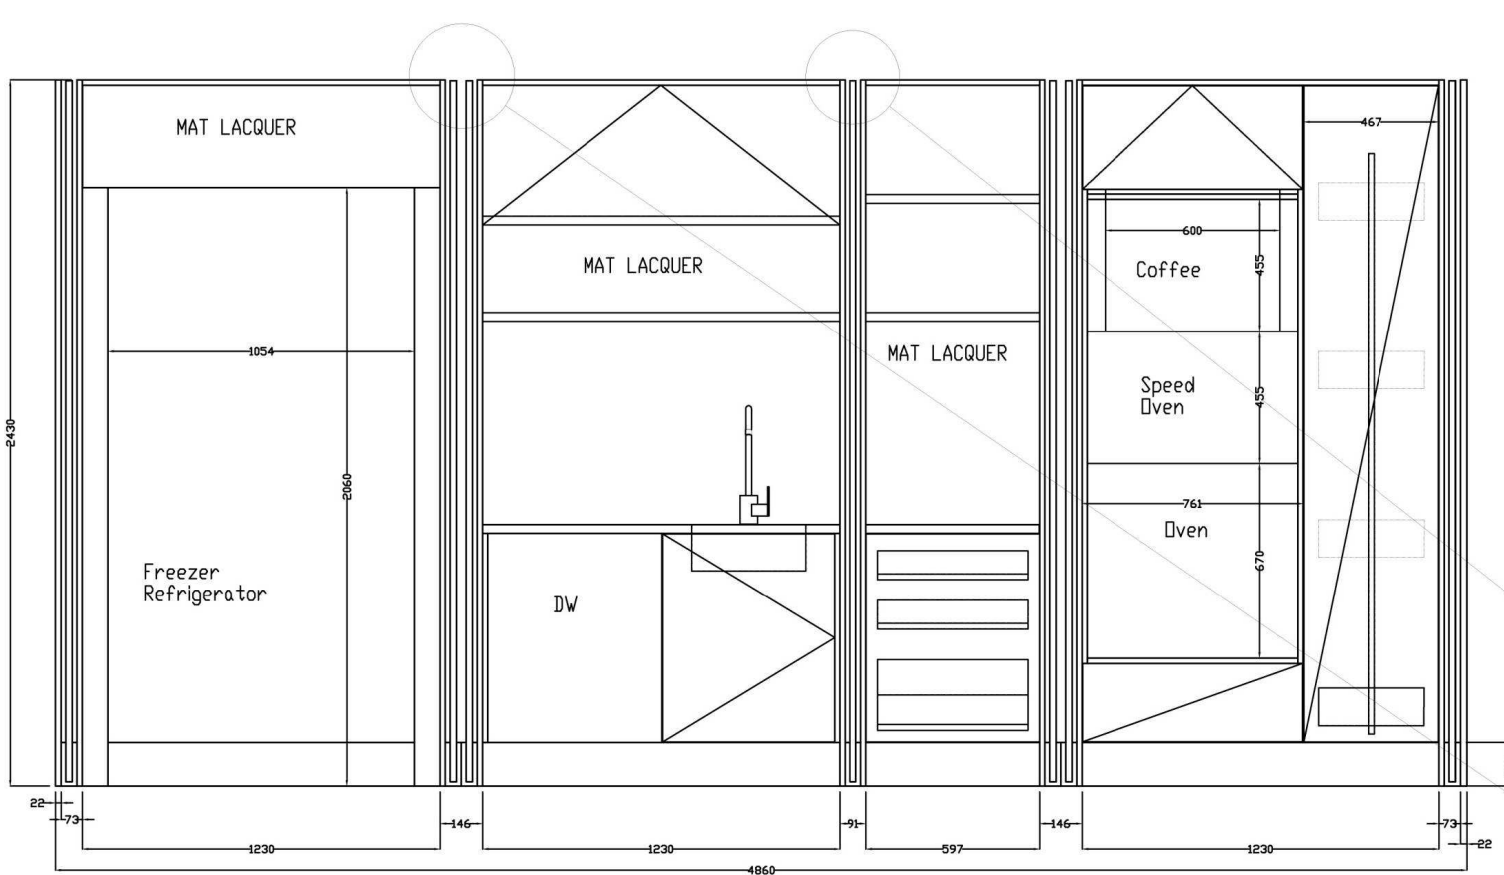 MAT LACQUER
467
600
Coffee
455
MAT LACQUER
1054
MAT LACQUER
Speed
Oven
455
2430
2060
761
Oven
670
Freezer
Refrigerator
DW
22
73
146
91
146
73
22
1230
1230
597
1230
4860